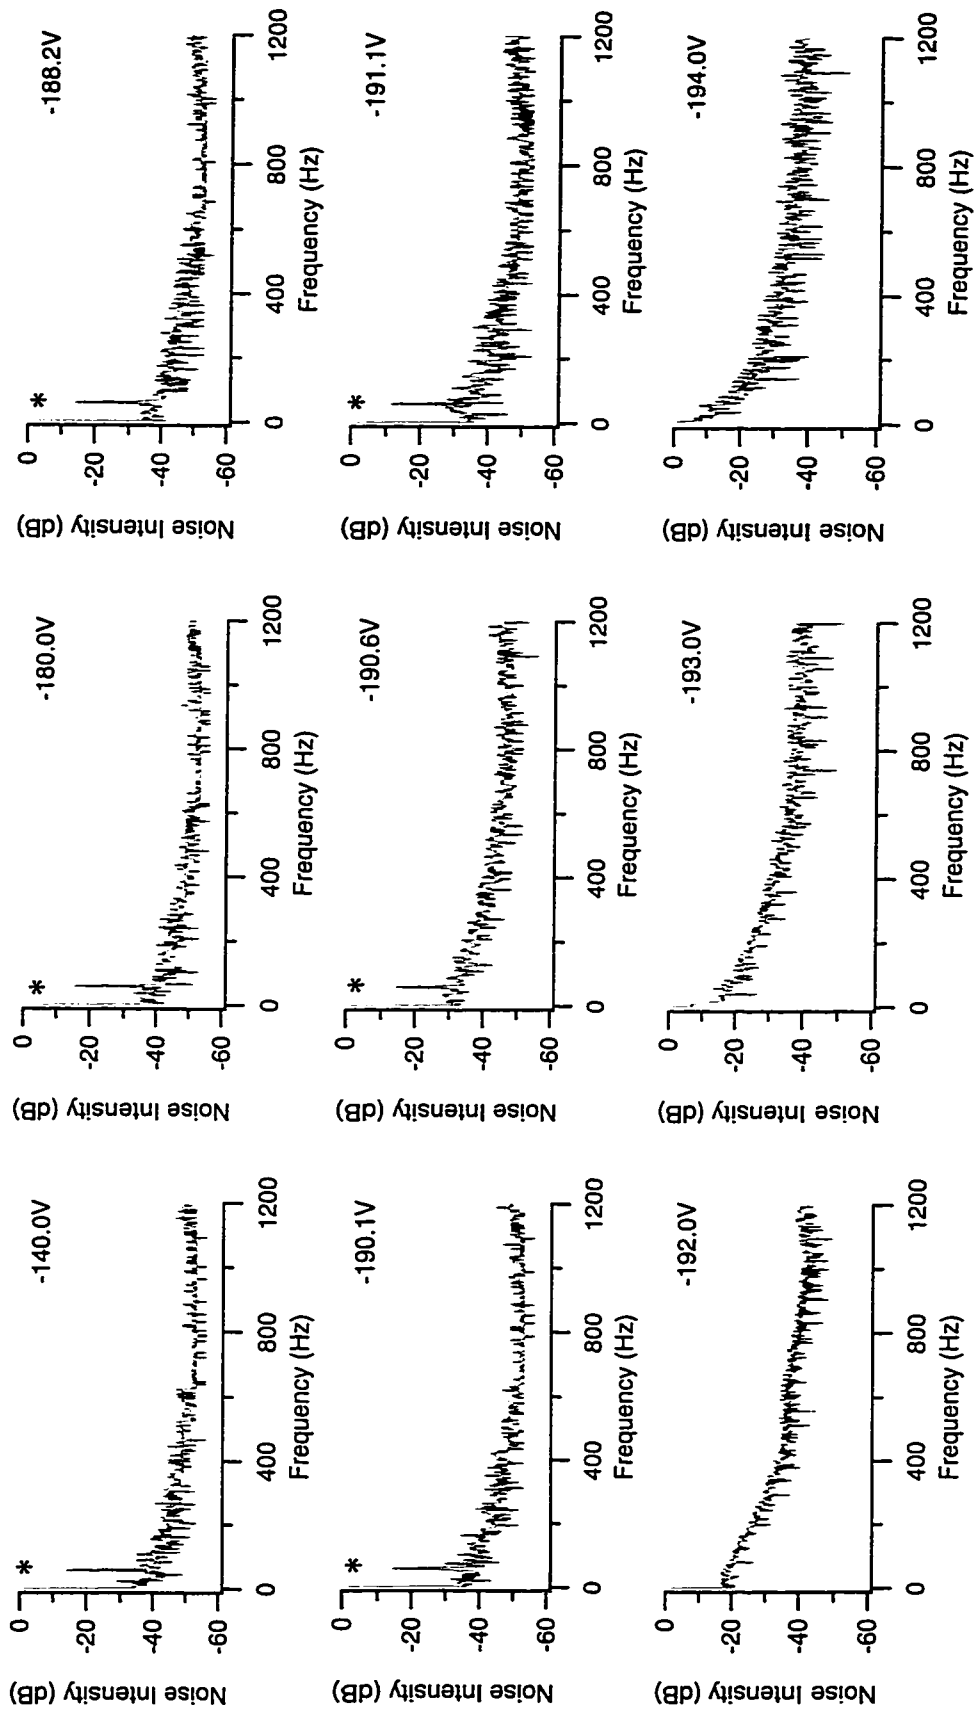 -140.0V
*
Noise Intensity (dB)
0
-20
-40
-60
0 400 800 1200
Frequency (Hz)
-180.0V
*
Noise Intensity (dB)
0
-20
-40
-60
0 400 800 1200
Frequency (Hz)
-188.2V
*
Noise Intensity (dB)
0
-20
-40
-60
0 400 800 1200
Frequency (Hz)
-190.1V
*
Noise Intensity (dB)
0
-20
-40
-60
0 400 800 1200
Frequency (Hz)
-190.6V
*
Noise Intensity (dB)
0
-20
-40
-60
0 400 800 1200
Frequency (Hz)
-191.1V
*
Noise Intensity (dB)
0
-20
-40
-60
0 400 800 1200
Frequency (Hz)
-192.0V
Noise Intensity (dB)
0
-20
-40
-60
0 400 800 1200
Frequency (Hz)
-193.0V
Noise Intensity (dB)
0
-20
-40
-60
0 400 800 1200
Frequency (Hz)
-194.0V
Noise Intensity (dB)
0
-20
-40
-60
0 400 800 1200
Frequency (Hz)